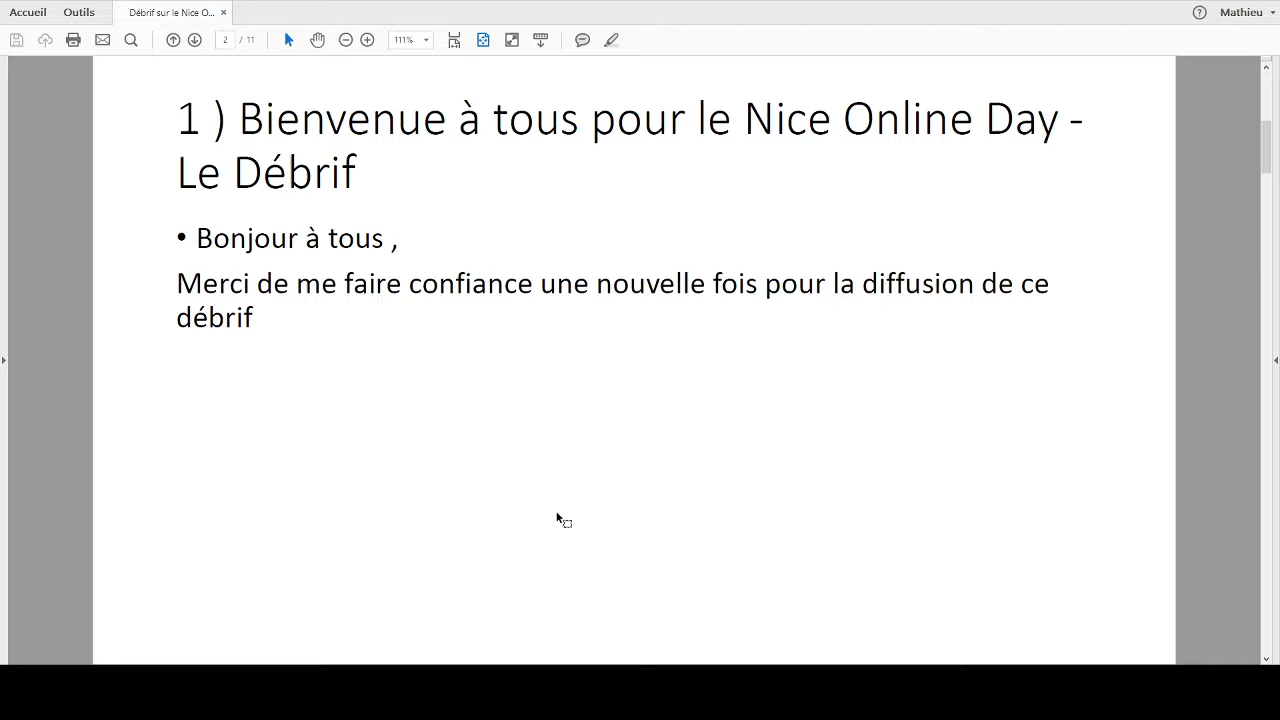 Accueil Outils Débrif sur le Nice O... × ? Mathieu
2 / 11 111%
1 ) Bienvenue à tous pour le Nice Online Day -
Le Débrif
• Bonjour à tous ,
Merci de me faire confiance une nouvelle fois pour la diffusion de ce
débrif